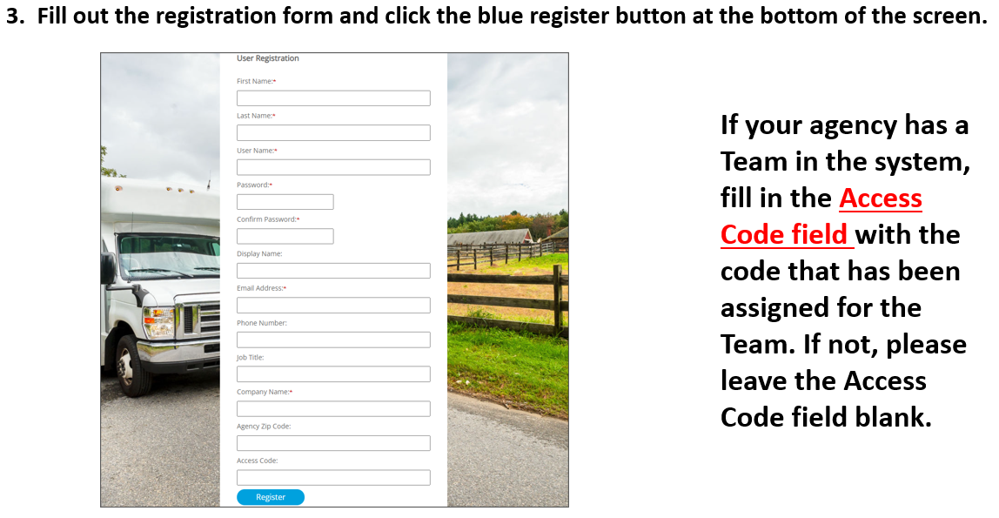 3. Fill out the registration form and click the blue register button at the bottom of the screen.
User Registration
First Name:*
Last Name:*
User Name:*
Password:*
Confirm Password:*
Display Name:
Email Address:*
Phone Number:
Job Title:
Company Name:*
Agency Zip Code:
Access Code:
Register
If your agency has a
Team in the system,
fill in the Access
Code field with the
code that has been
assigned for the
Team. If not, please
leave the Access
Code field blank.